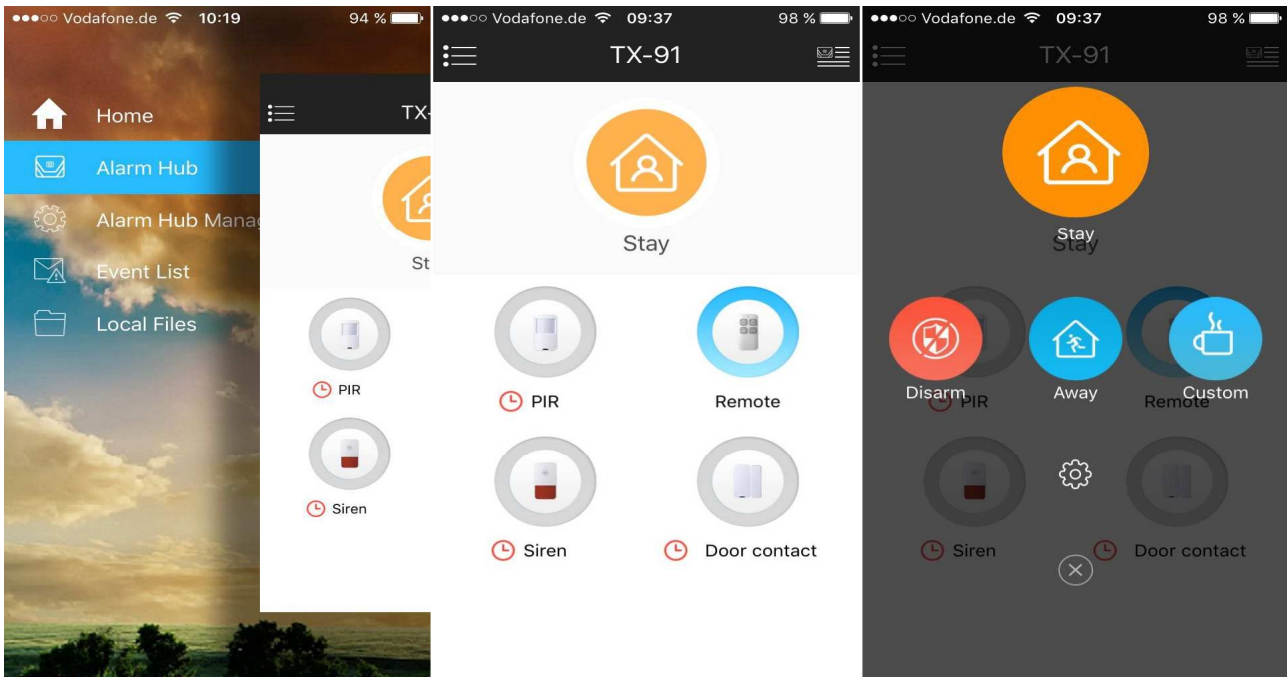 Vodafone.de 10:19 94 %
Home
Alarm Hub
Alarm Hub Manag
Event List
Local Files
TX-
St
PIR
Siren
Vodafone.de 09:37 98 %
TX-91
Stay
PIR Remote
Siren Door contact
Vodafone.de 09:37 98 %
TX-91
Stay
Stay
Disarm Away Custom
PIR Remote
Siren Door contact